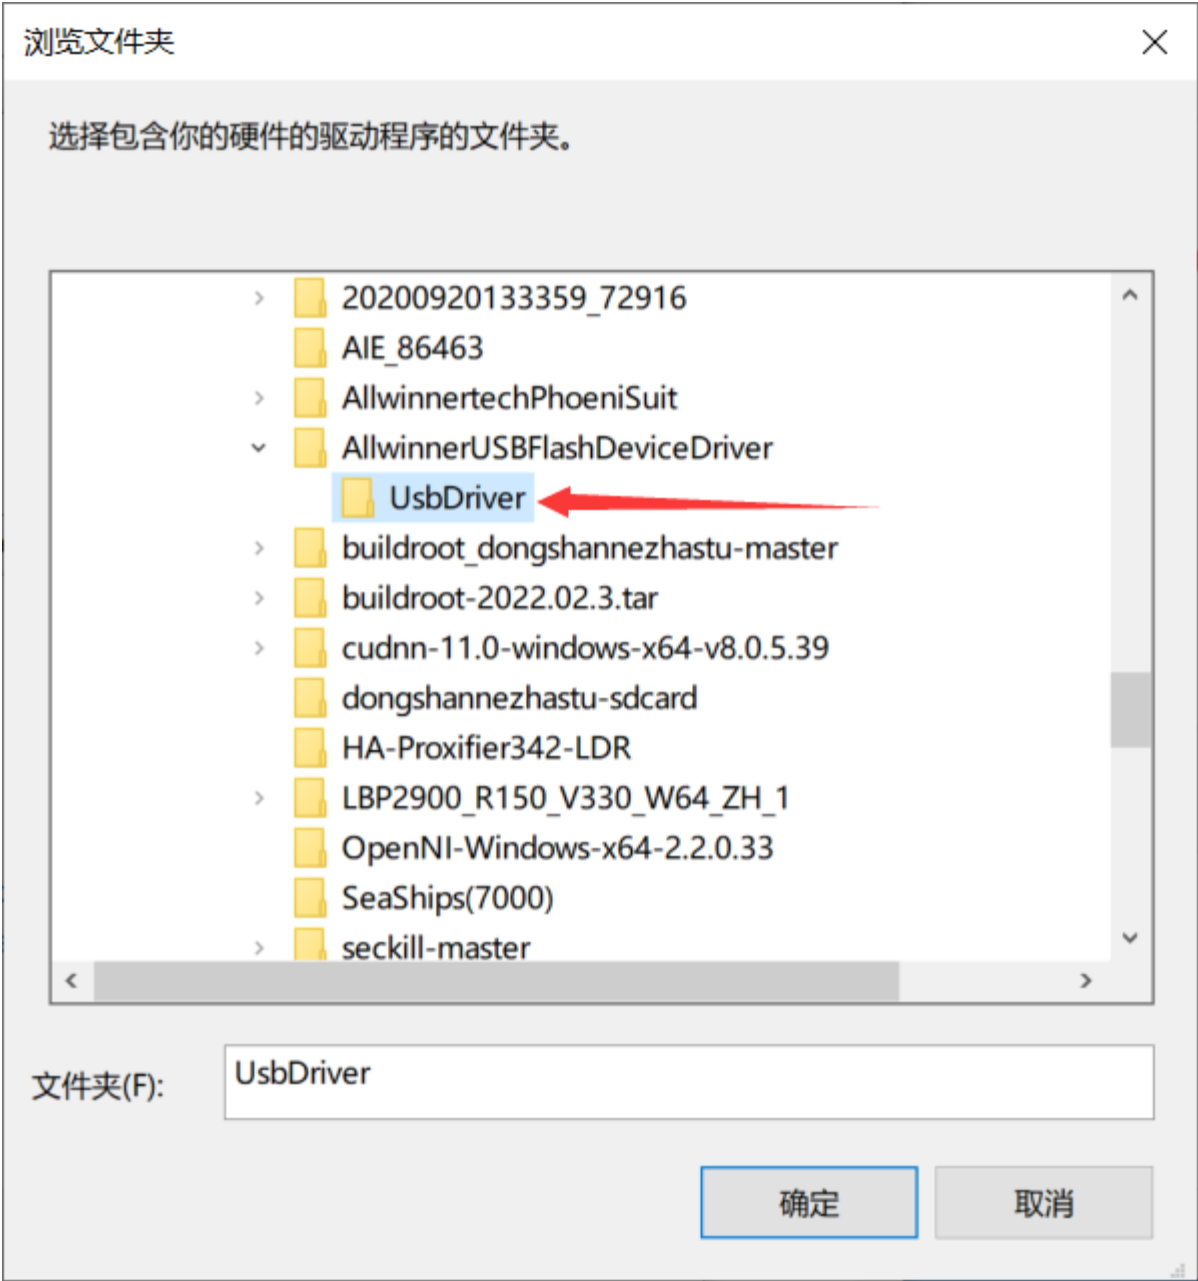 浏览文件夹
选择包含你的硬件的驱动程序的文件夹。
20200920133359_72916
AIE_86463
AllwinnertechPhoeniSuit
AllwinnerUSBFlashDeviceDriver
UsbDriver
buildroot_dongshannezhastu-master
buildroot-2022.02.3.tar
cudnn-11.0-windows-x64-v8.0.5.39
dongshannezhastu-sdcard
HA-Proxifier342-LDR
LBP2900_R150_V330_W64_ZH_1
OpenNI-Windows-x64-2.2.0.33
SeaShips(7000)
seckill-master
文件夹(F):
UsbDriver
确定
取消